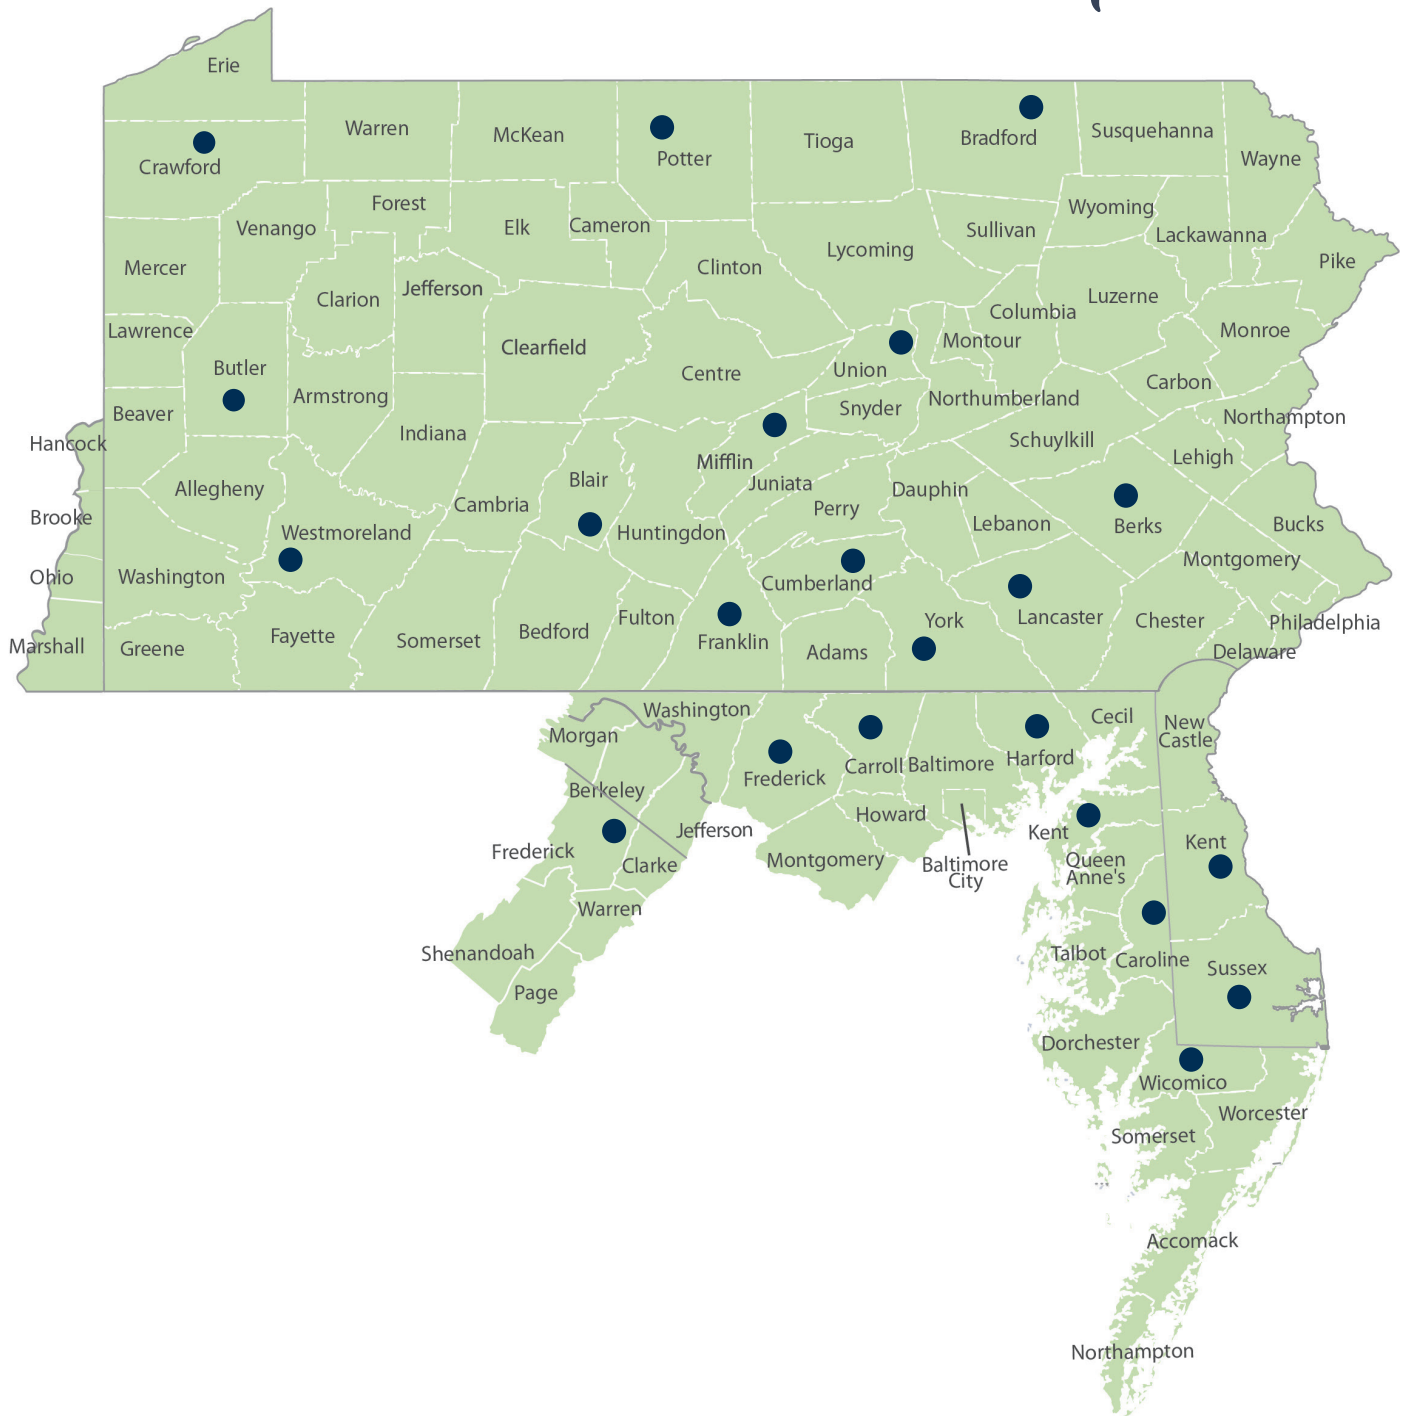 Erie
Warren
McKean
Potter
Tioga
Bradford
Susquehanna
Wayne
Crawford
Venango
Forest
Elk
Cameron
Clinton
Lycoming
Sullivan
Wyoming
Lackawanna
Pike
Mercer
Clarion
Jefferson
Luzerne
Columbia
Lawrence
Butler
Clearfield
Centre
Union
Montour
Monroe
Carbon
Beaver
Armstrong
Snyder
Northumberland
Northampton
Hancock
Indiana
Schuylkill
Lehigh
Mifflin
Blair
Juniata
Dauphin
Allegheny
Cambria
Perry
Berks
Bucks
Brooke
Westmoreland
Huntingdon
Lebanon
Montgomery
Ohio
Washington
Cumberland
Marshall
Greene
Fayette
Somerset
Bedford
Fulton
Franklin
Adams
York
Lancaster
Chester
Philadelphia
Delaware
Washington
Morgan
Cecil
New
Castle
Berkeley
Frederick
Carroll
Baltimore
Harford
Jefferson
Howard
Kent
Kent
Frederick
Clarke
Montgomery
Baltimore
City
Queen
Anne's
Warren
Shenandoah
Talbot
Caroline
Sussex
Page
Dorchester
Wicomico
Worcester
Somerset
Accomack
Northampton